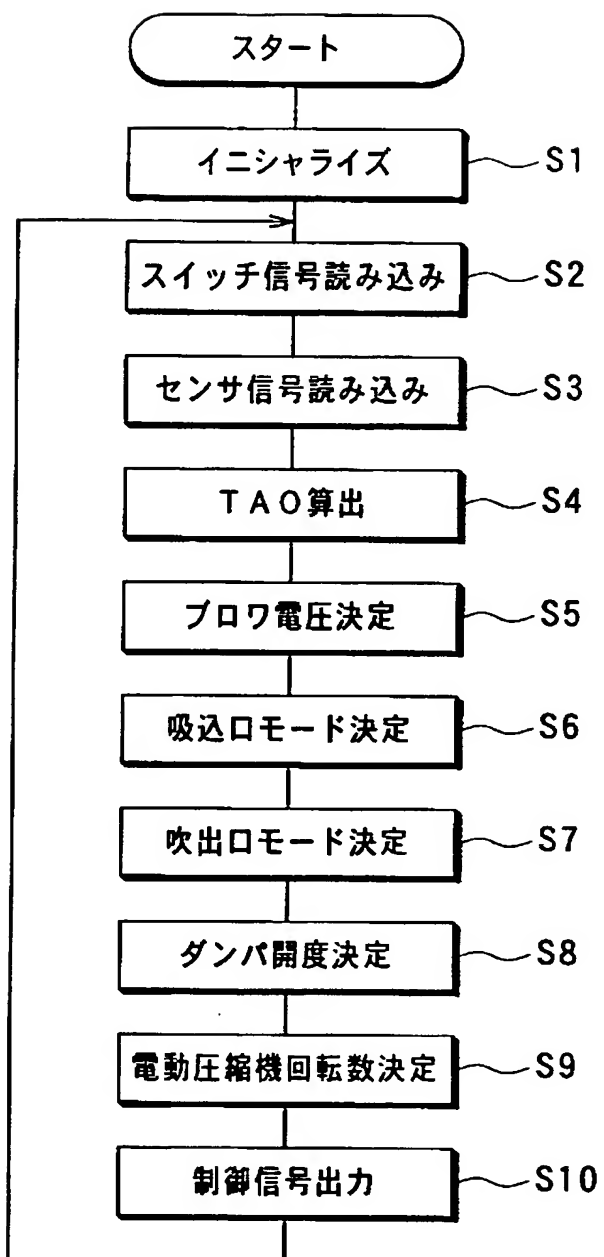 スタート
イニシャライズ S1
スイッチ信号読み込み S2
センサ信号読み込み S3
TAO算出 S4
ブロワ電圧決定 S5
吸込口モード決定 S6
吹出口モード決定 S7
ダンパ開度決定 S8
電動圧縮機回転数決定 S9
制御信号出力 S10